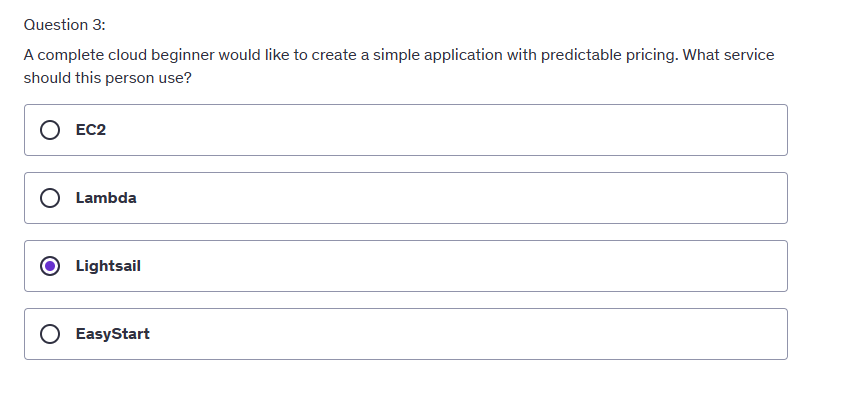 Question 3:
A complete cloud beginner would like to create a simple application with predictable pricing. What service
should this person use?
EC2
Lambda
Lightsail
EasyStart